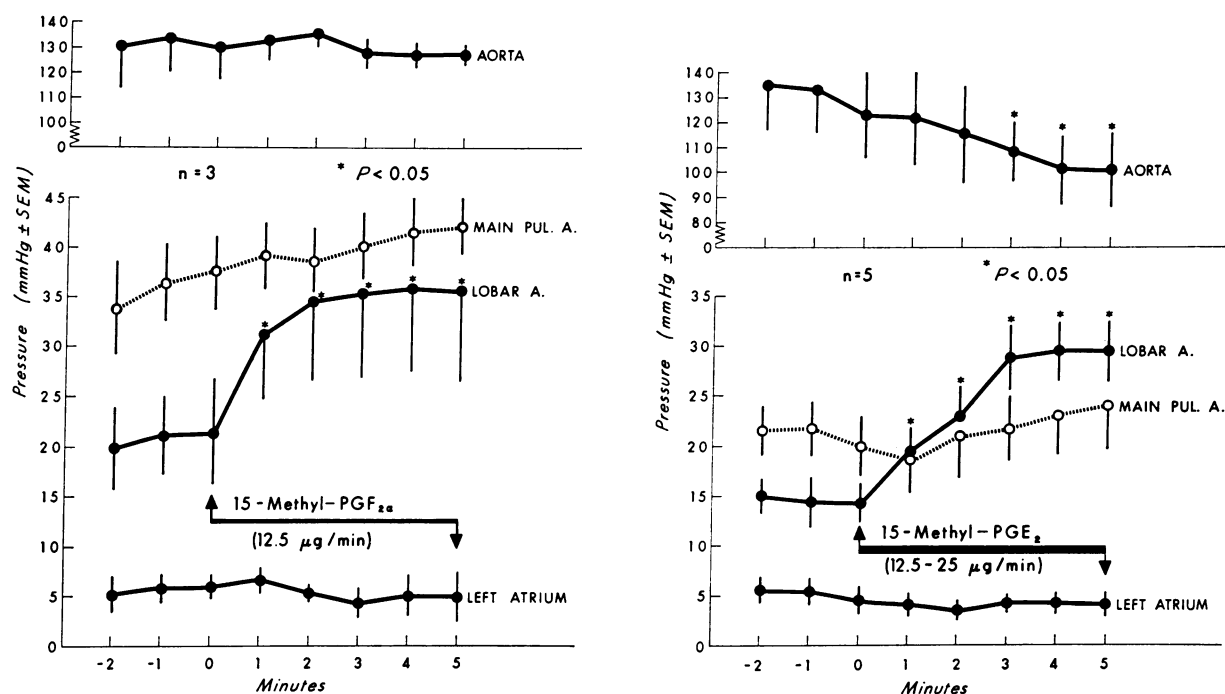 140
130
120
110
100
0
AORTA
n=3
* P< 0.05
Pressure (mmHg ± SEM)
45
40
35
30
25
20
15
10
5
0
MAIN PUL. A.
LOBAR A.
* * * * *
15-Methyl-PGF2α
(12.5 μg/min)
LEFT ATRIUM
-2 -1 0 1 2 3 4 5
Minutes
140
130
120
110
100
90
80
0
* * *
AORTA
n=5
* P< 0.05
Pressure (mmHg ± SEM)
35
30
25
20
15
10
5
0
* * * * *
LOBAR A.
MAIN PUL. A.
15-Methyl-PGE2
(12.5-25 μg/min)
LEFT ATRIUM
-2 -1 0 1 2 3 4 5
Minutes